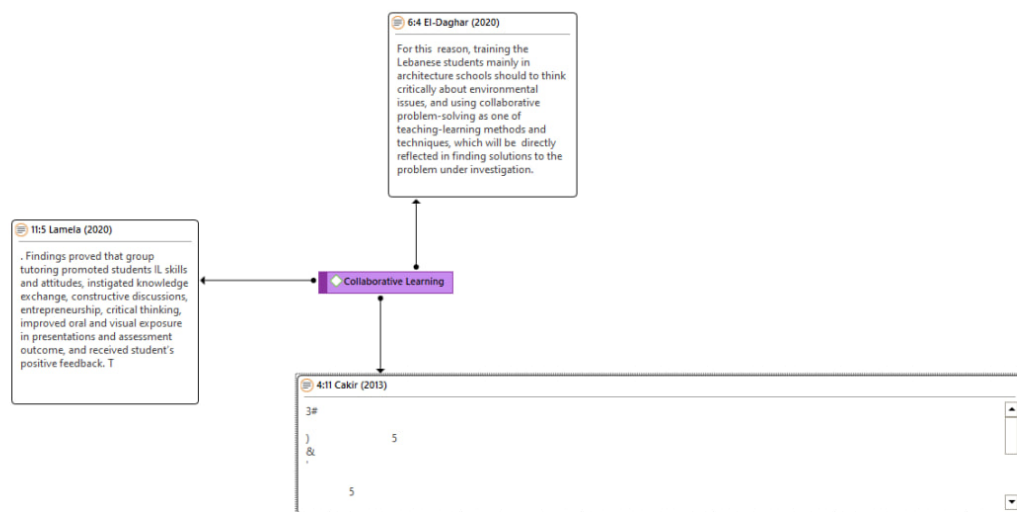 6:4 El-Daghar (2020)
For this reason, training the
Lebanese students mainly in
architecture schools should to think
critically about environmental
issues, and using collaborative
problem-solving as one of
teaching-learning methods and
techniques, which will be directly
reflected in finding solutions to the
problem under investigation.
11:5 Lamela (2020)
. Findings proved that group
tutoring promoted students IL skills
and attitudes, instigated knowledge
exchange, constructive discussions,
entrepreneurship, critical thinking,
improved oral and visual exposure
in presentations and assessment
outcome, and received student's
positive feedback. T
Collaborative Learning
4:11 Cakir (2013)
3#
) 5
&
'
5